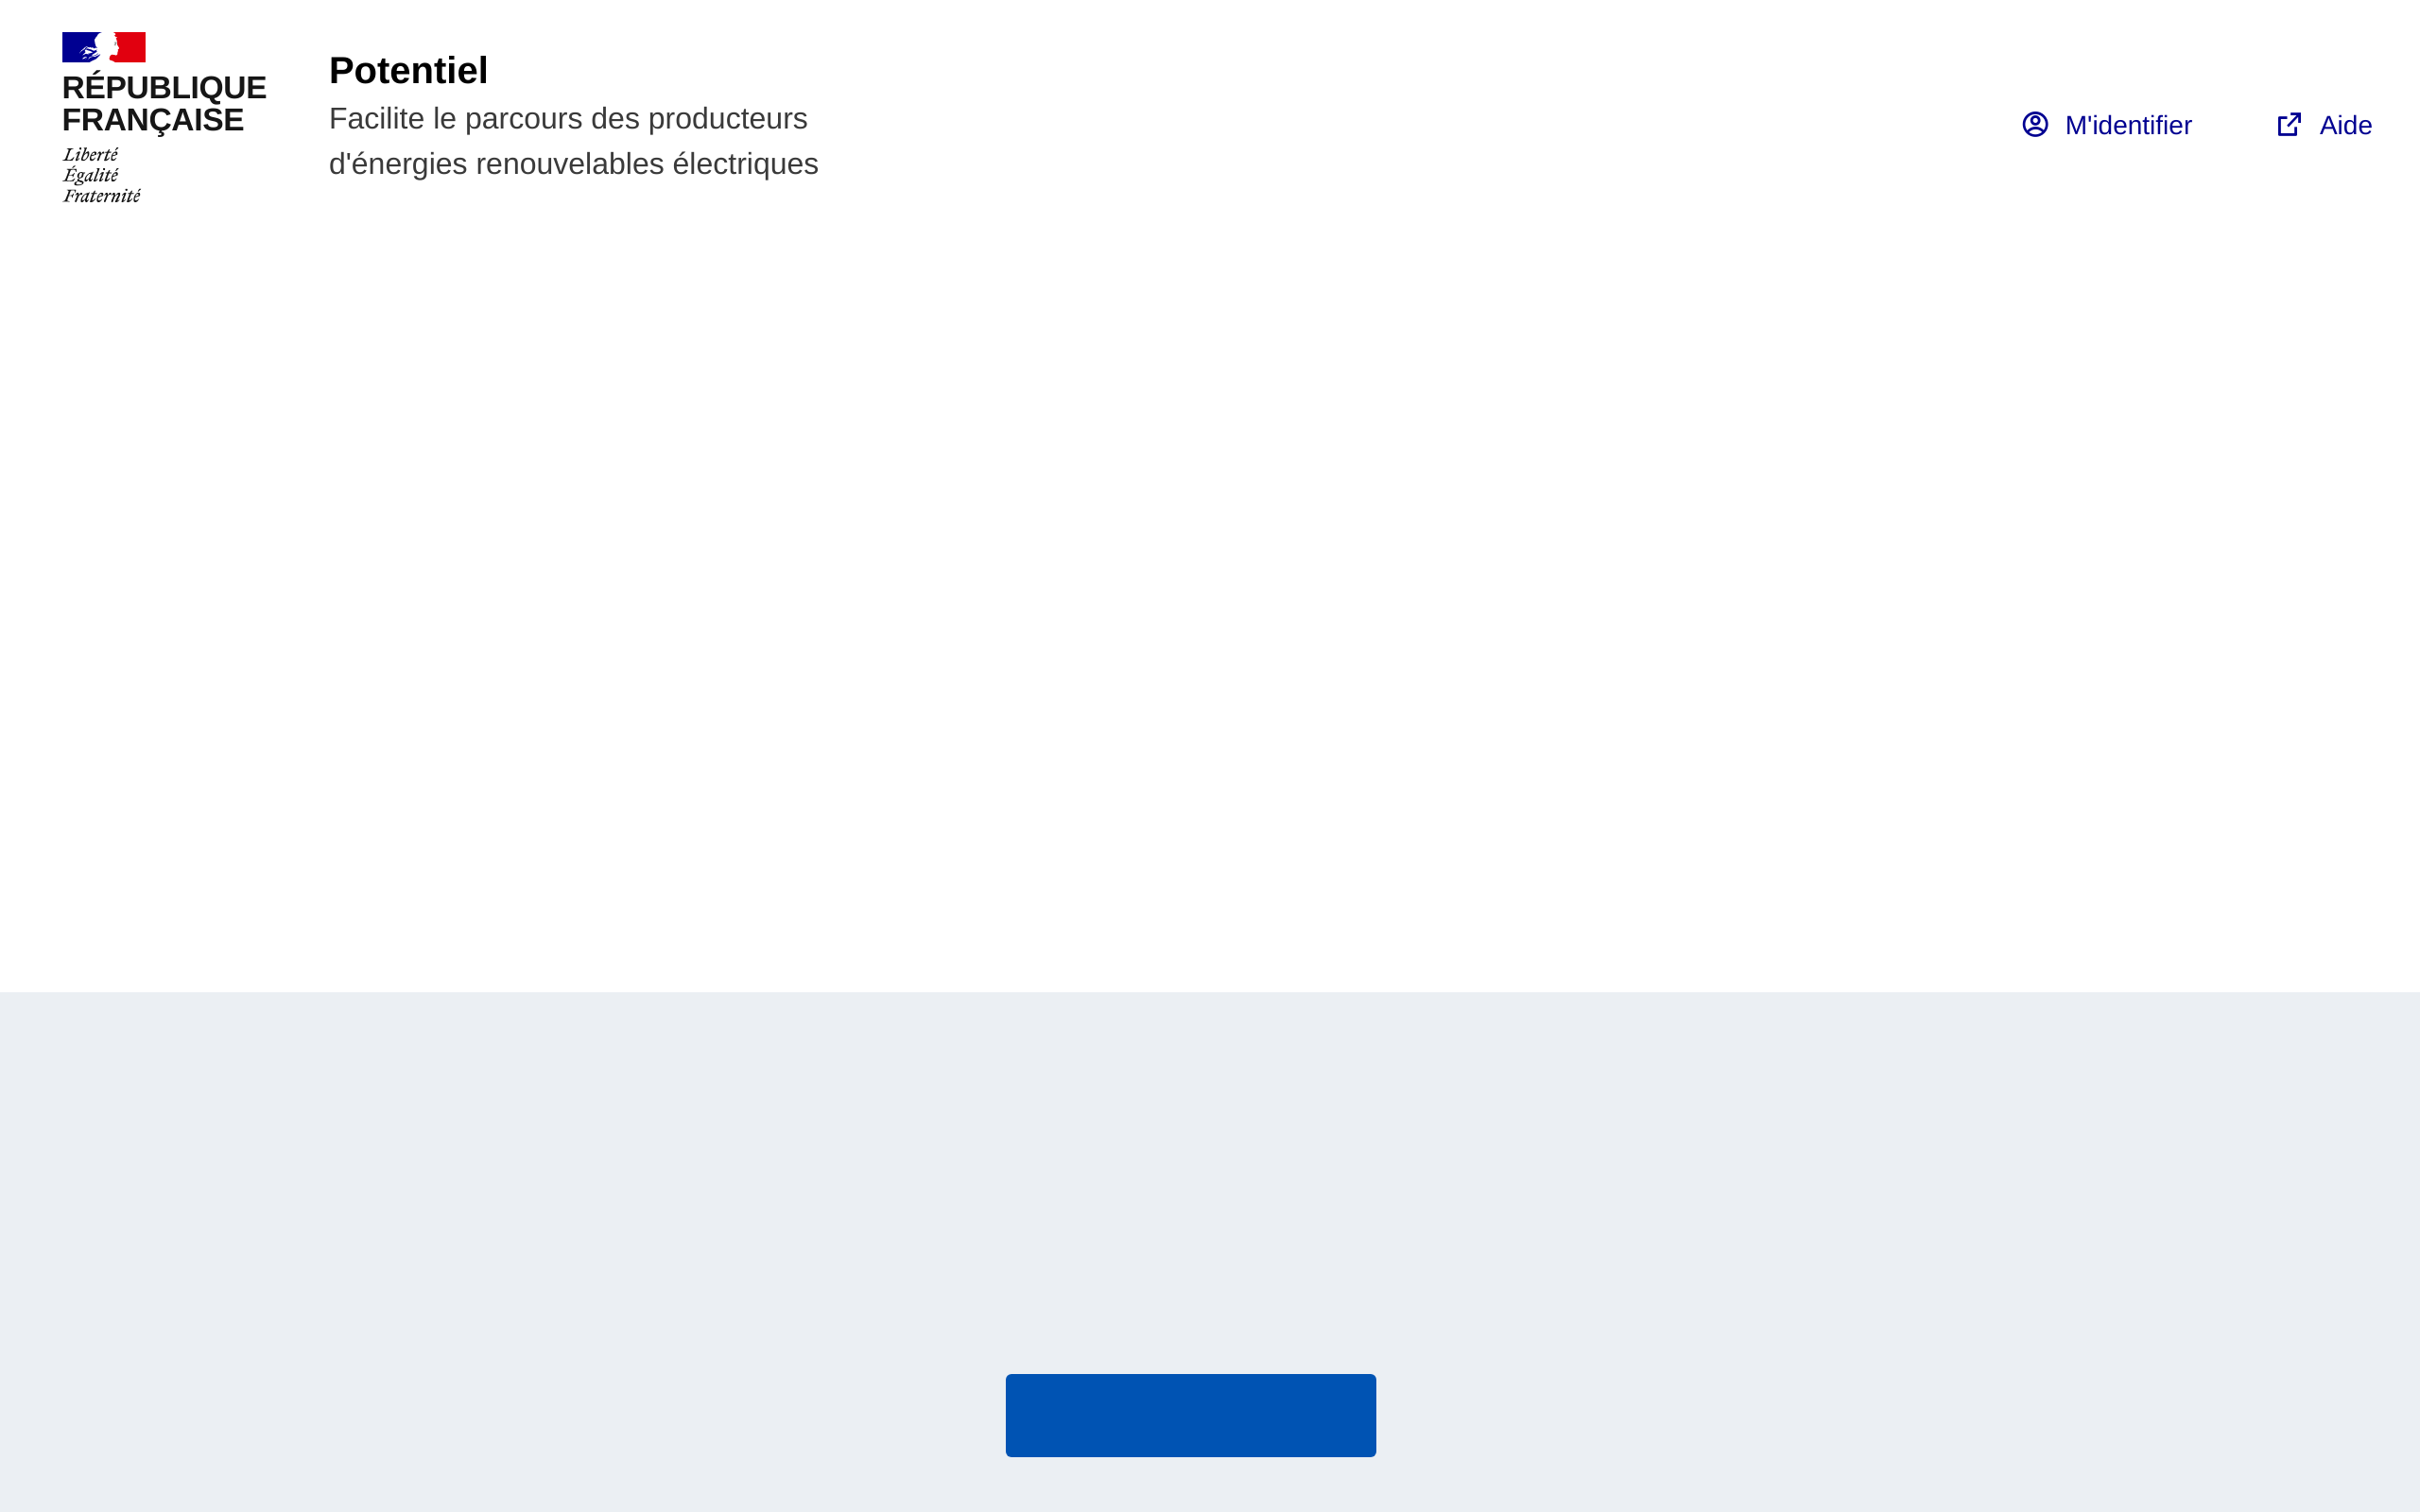 RÉPUBLIQUE
FRANÇAISE
Liberté
Égalité
Fraternité
Potentiel
Facilite le parcours des producteurs
d'énergies renouvelables électriques
M'identifier
Aide